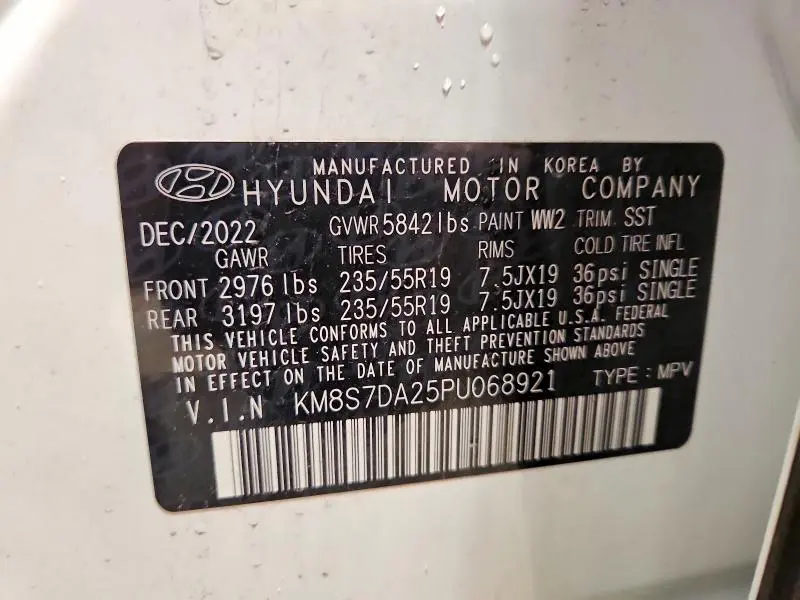 MANUFACTURED IN KOREA BY
HYUNDAI MOTOR COMPANY
DEC/2022 GVWR 5842 lbs PAINT WW2 TRIM. SST
GAWR TIRES RIMS COLD TIRE INFL
FRONT 2976 lbs 235/55R19 7.5JX19 36psi SINGLE
REAR 3197 lbs 235/55R19 7.5JX19 36psi SINGLE
THIS VEHICLE CONFORMS TO ALL APPLICABLE U.S.A. FEDERAL
MOTOR VEHICLE SAFETY AND THEFT PREVENTION STANDARDS
IN EFFECT ON THE DATE OF MANUFACTURE SHOWN ABOVE
V.I.N KM8S7DA25PU068921 TYPE : MPV